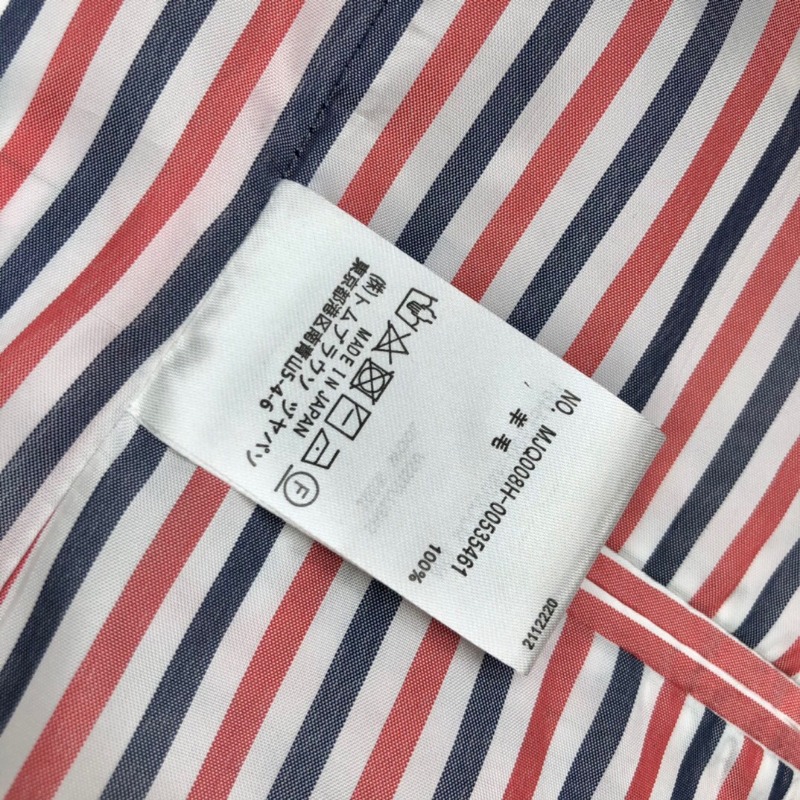 NO. MJQ008H-00535461
羊毛 100%
F
MADE IN JAPAN
(株)トムブラウン ジャパン
東京都港区南青山5-4-6
2112220